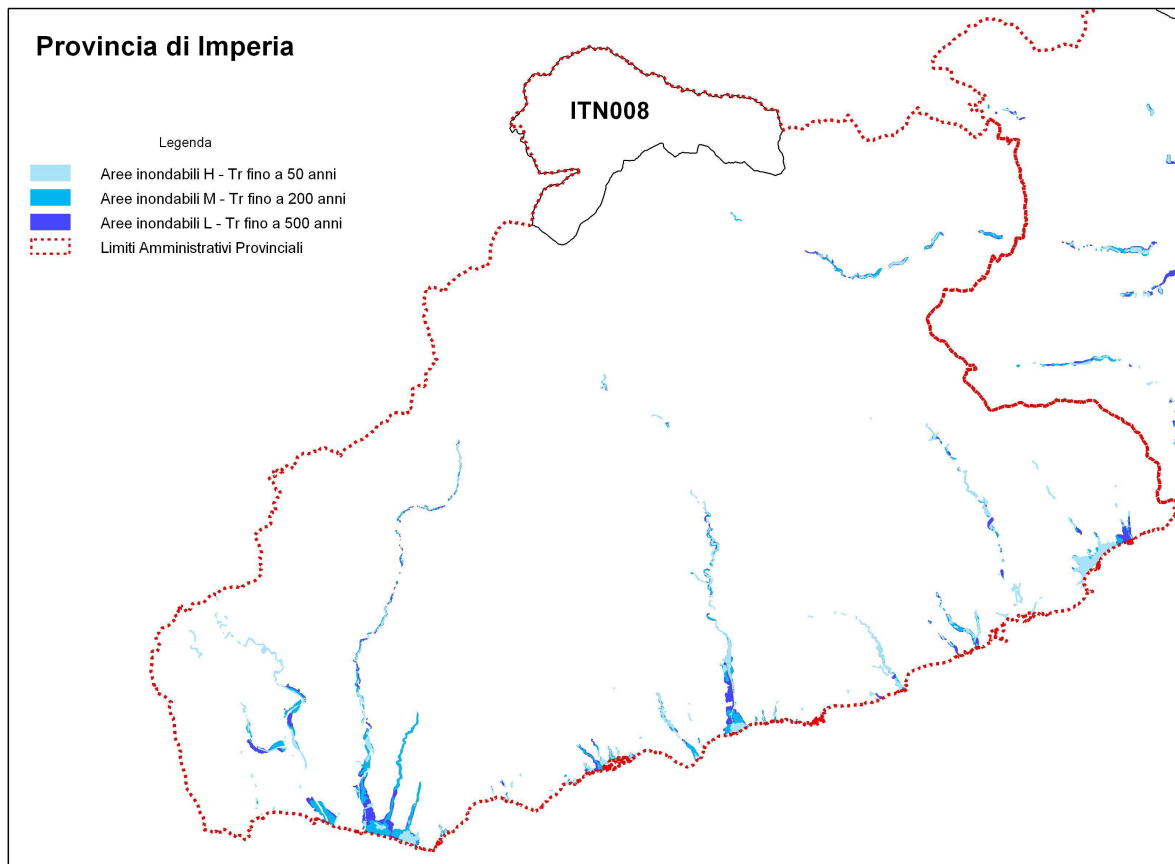 Provincia di Imperia
ITN008
Legenda
Aree inondabili H - Tr fino a 50 anni
Aree inondabili M - Tr fino a 200 anni
Aree inondabili L - Tr fino a 500 anni
Limiti Amministrativi Provinciali